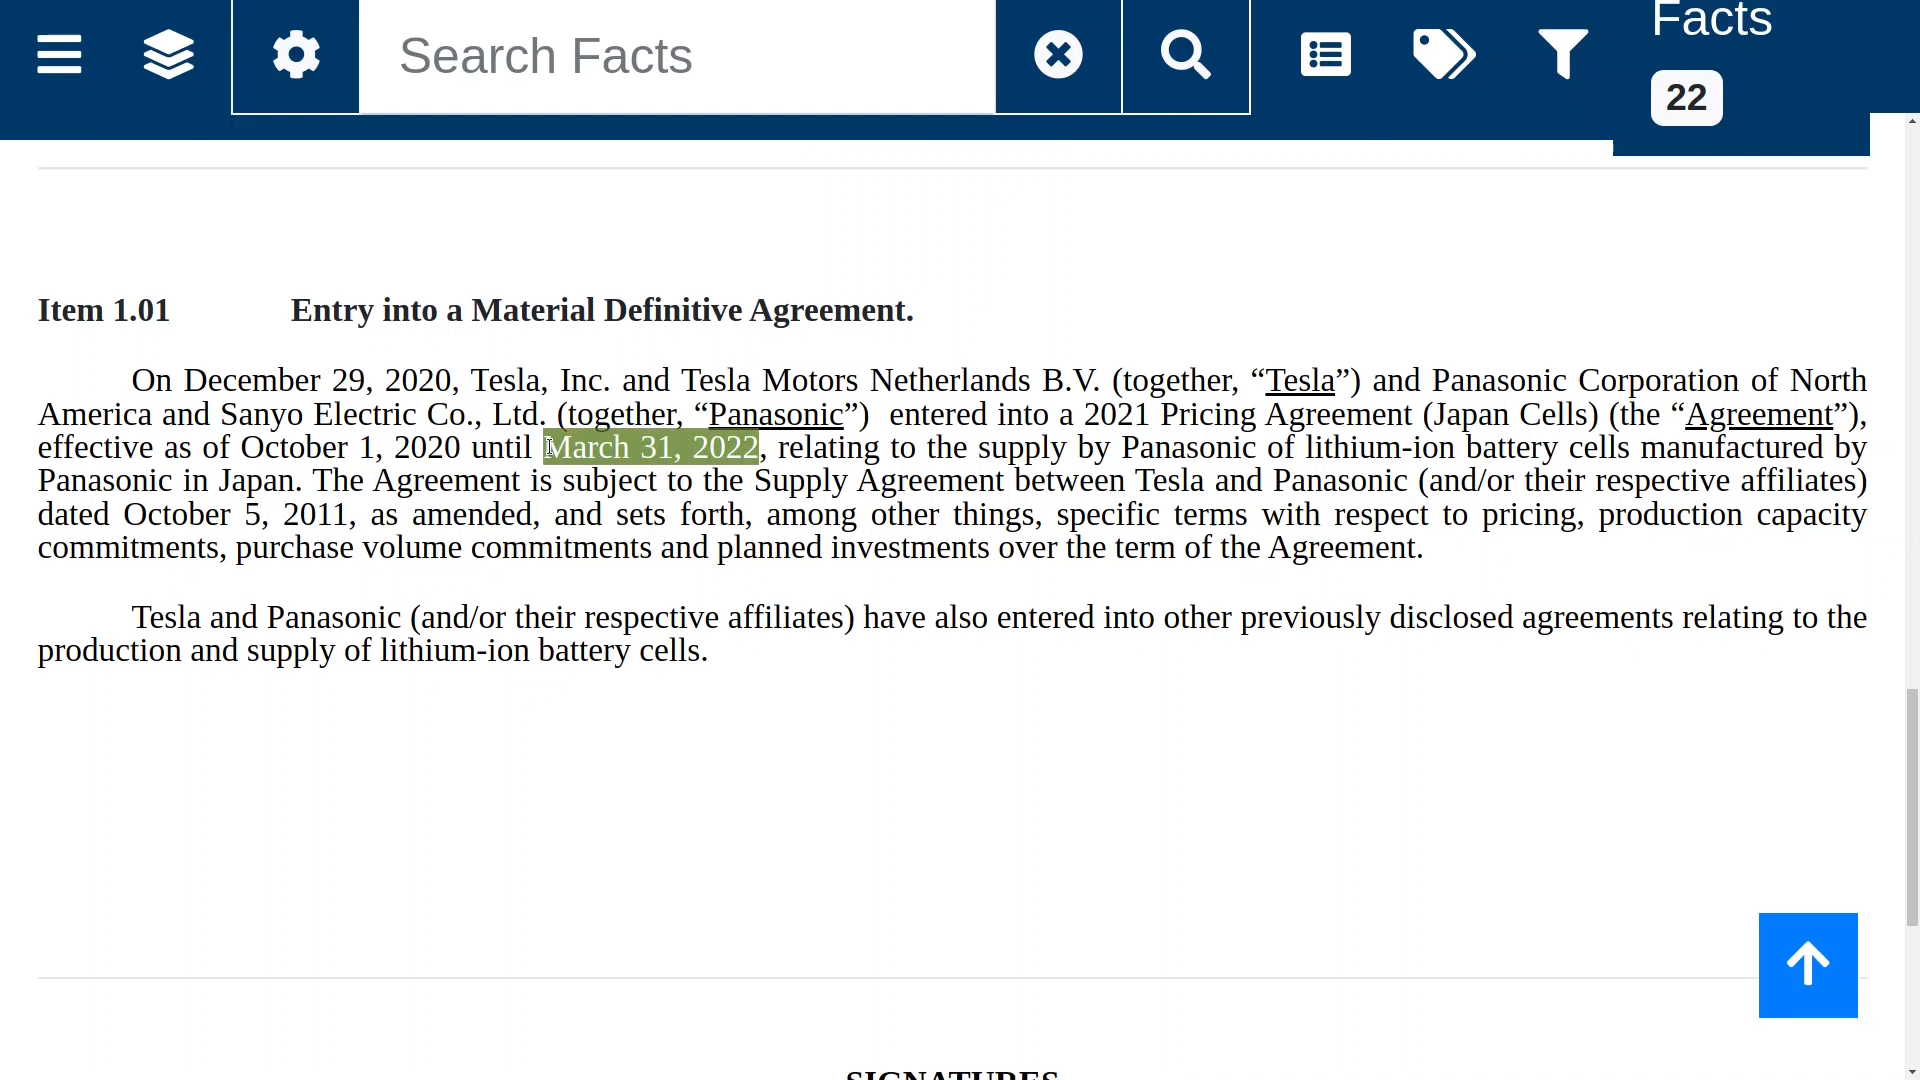 Search Facts
Facts
22
Item 1.01 Entry into a Material Definitive Agreement.
On December 29, 2020, Tesla, Inc. and Tesla Motors Netherlands B.V. (together, “Tesla”) and Panasonic Corporation of North
America and Sanyo Electric Co., Ltd. (together, “Panasonic”) entered into a 2021 Pricing Agreement (Japan Cells) (the “Agreement”),
effective as of October 1, 2020 until March 31, 2022, relating to the supply by Panasonic of lithium-ion battery cells manufactured by
Panasonic in Japan. The Agreement is subject to the Supply Agreement between Tesla and Panasonic (and/or their respective affiliates)
dated October 5, 2011, as amended, and sets forth, among other things, specific terms with respect to pricing, production capacity
commitments, purchase volume commitments and planned investments over the term of the Agreement.
Tesla and Panasonic (and/or their respective affiliates) have also entered into other previously disclosed agreements relating to the
production and supply of lithium-ion battery cells.
SIGNATURES